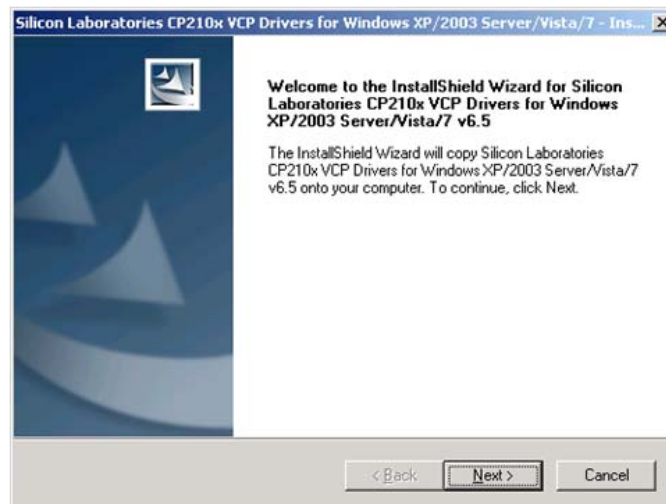 Silicon Laboratories CP210x VCP Drivers for Windows XP/2003 Server/Vista/7 - Ins...
Welcome to the InstallShield Wizard for Silicon
Laboratories CP210x VCP Drivers for Windows
XP/2003 Server/Vista/7 v6.5
The InstallShield Wizard will copy Silicon Laboratories
CP210x VCP Drivers for Windows XP/2003 Server/Vista/7
v6.5 onto your computer. To continue, click Next.
< Back Next > Cancel